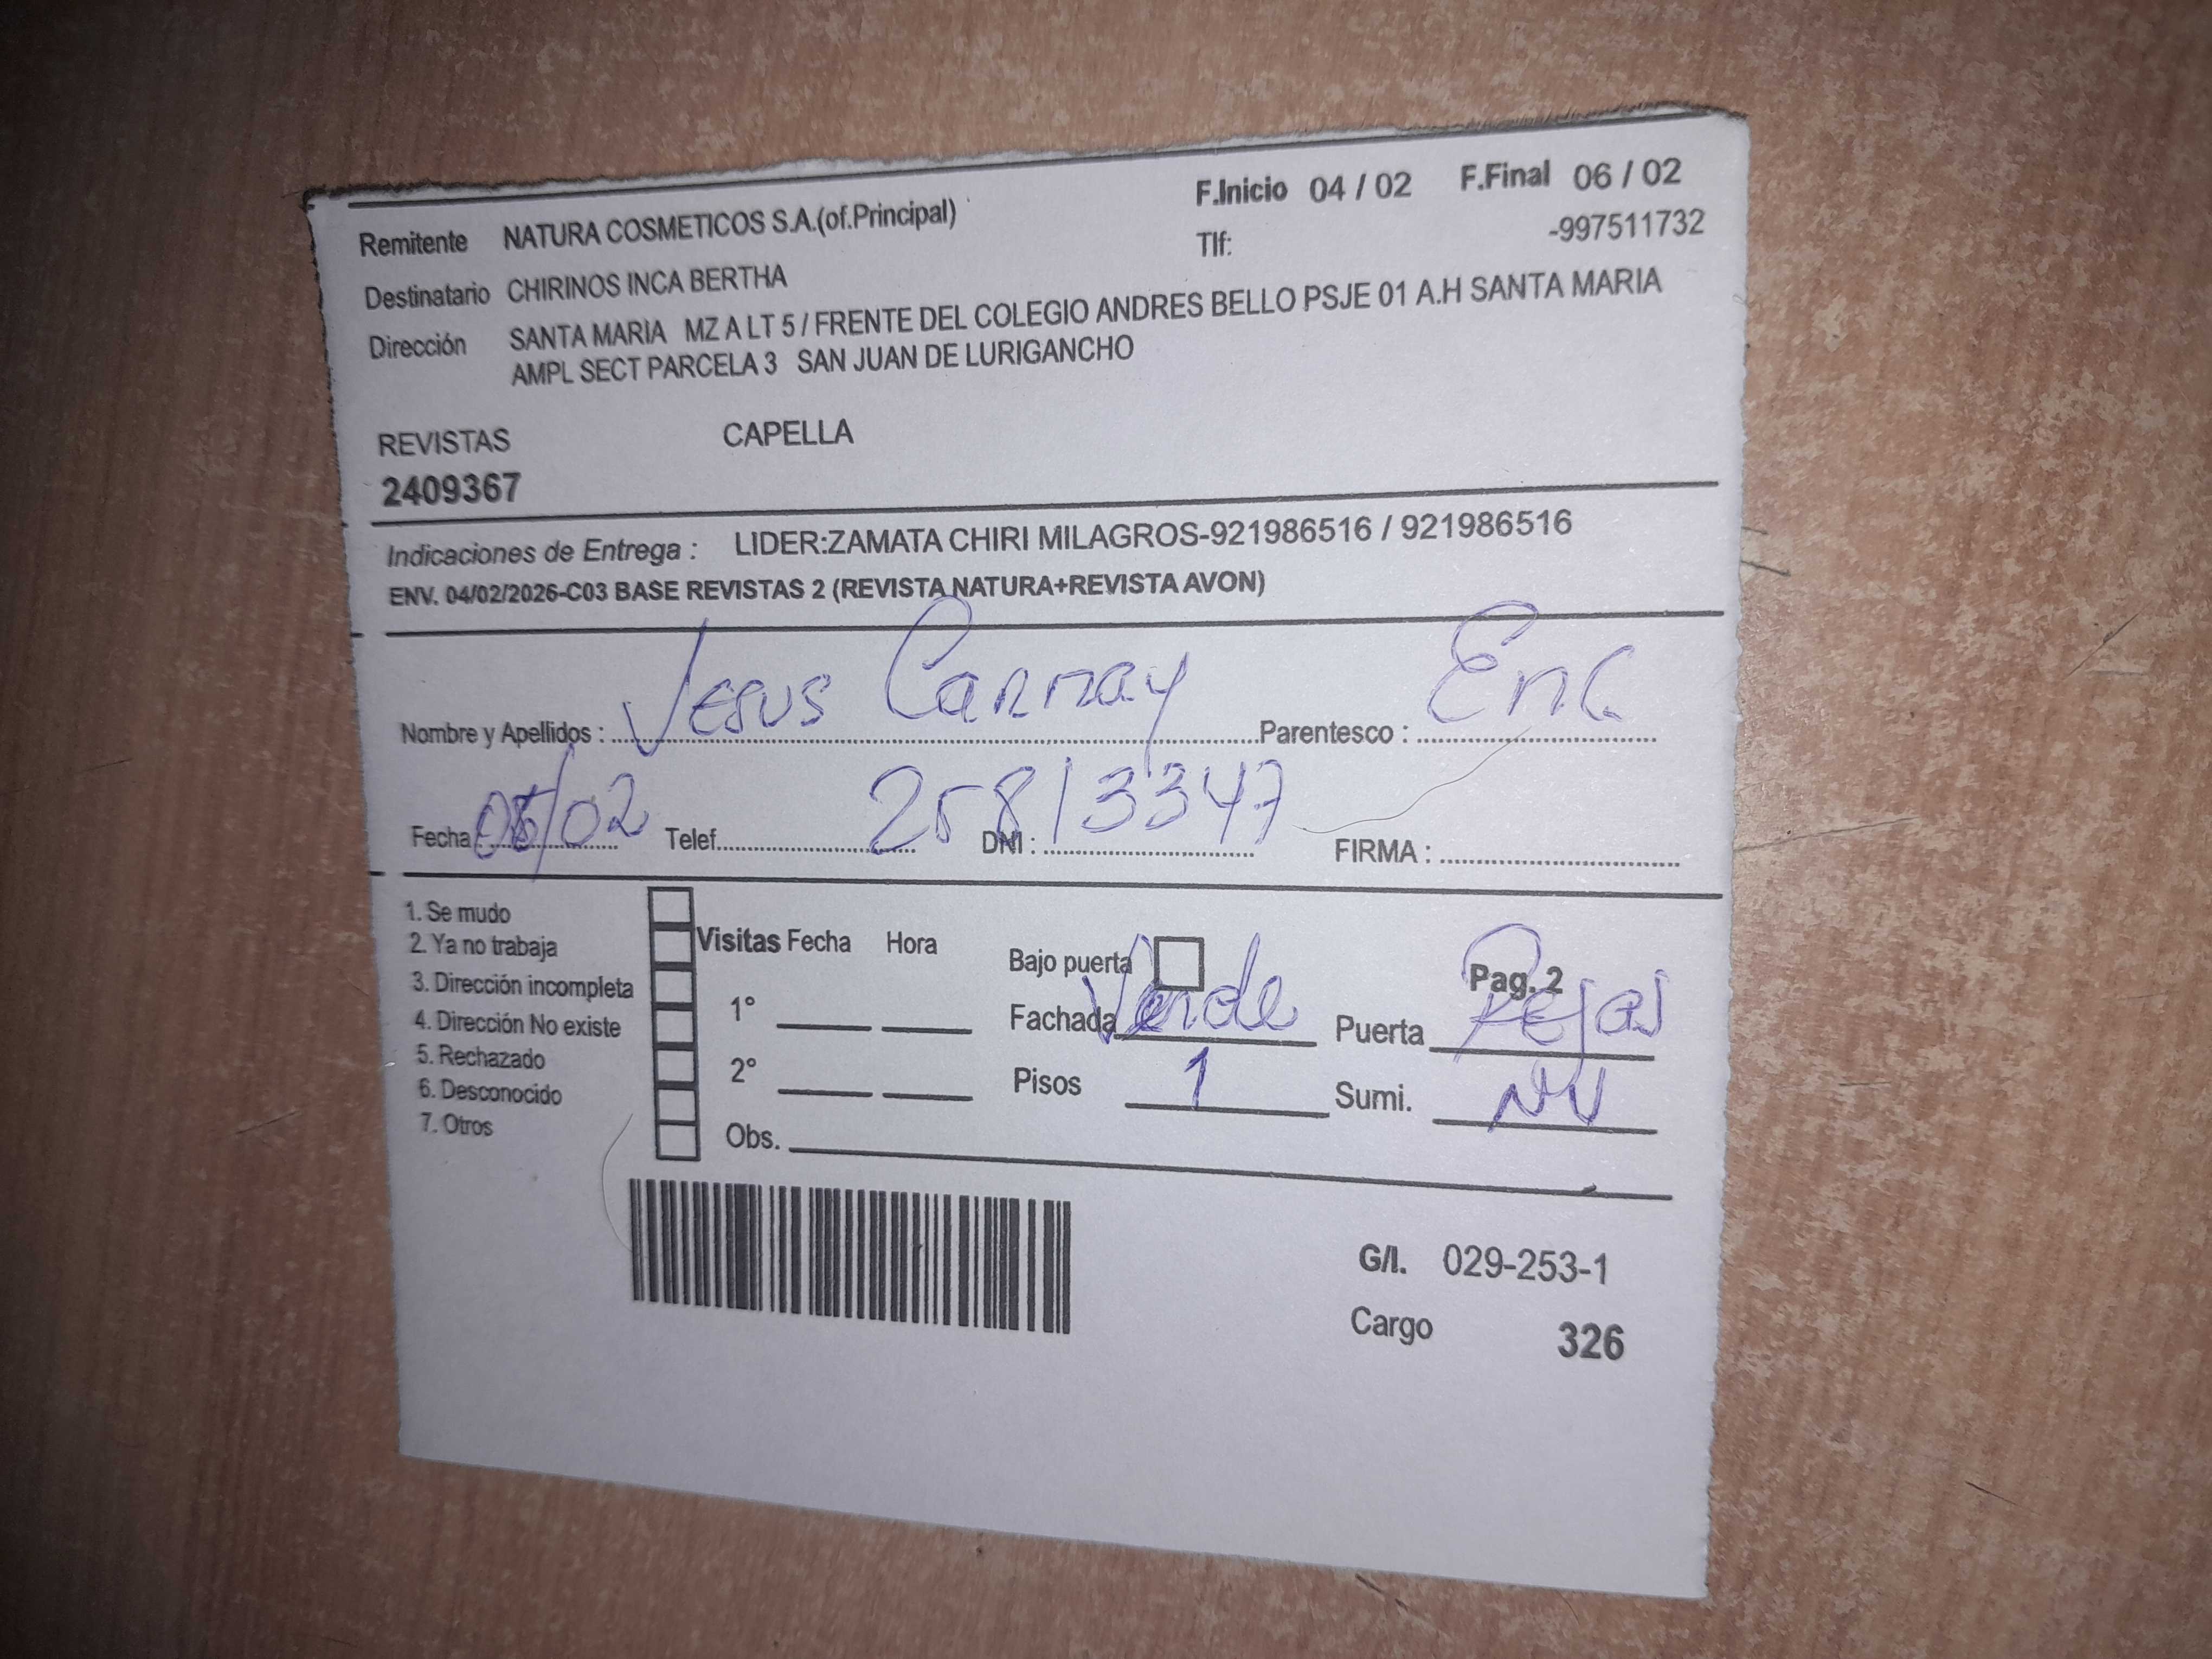 F.Inicio 04 / 02 F.Final 06 / 02
Remitente NATURA COSMETICOS S.A.(of.Principal) Tlf: -997511732
Destinatario CHIRINOS INCA BERTHA
Dirección SANTA MARIA MZ A LT 5 / FRENTE DEL COLEGIO ANDRES BELLO PSJE 01 A.H SANTA MARIA
AMPL SECT PARCELA 3 SAN JUAN DE LURIGANCHO
REVISTAS CAPELLA
2409367
Indicaciones de Entrega : LIDER:ZAMATA CHIRI MILAGROS-921986516 / 921986516
ENV. 04/02/2026-C03 BASE REVISTAS 2 (REVISTA NATURA+REVISTA AVON)
Nombre y Apellidos : Jesus Carmay Parentesco : Enc.
Fecha 05/02 Telef. DNI : 25813347 FIRMA :
1. Se mudo
2. Ya no trabaja
3. Dirección incompleta
4. Dirección No existe
5. Rechazado
6. Desconocido
7. Otros
Visitas Fecha Hora
1°
2°
Obs.
Bajo puerta Pag. 2
Fachada Verde Puerta Rejas
Pisos 1 Sumi. NV
G/I. 029-253-1
Cargo 326